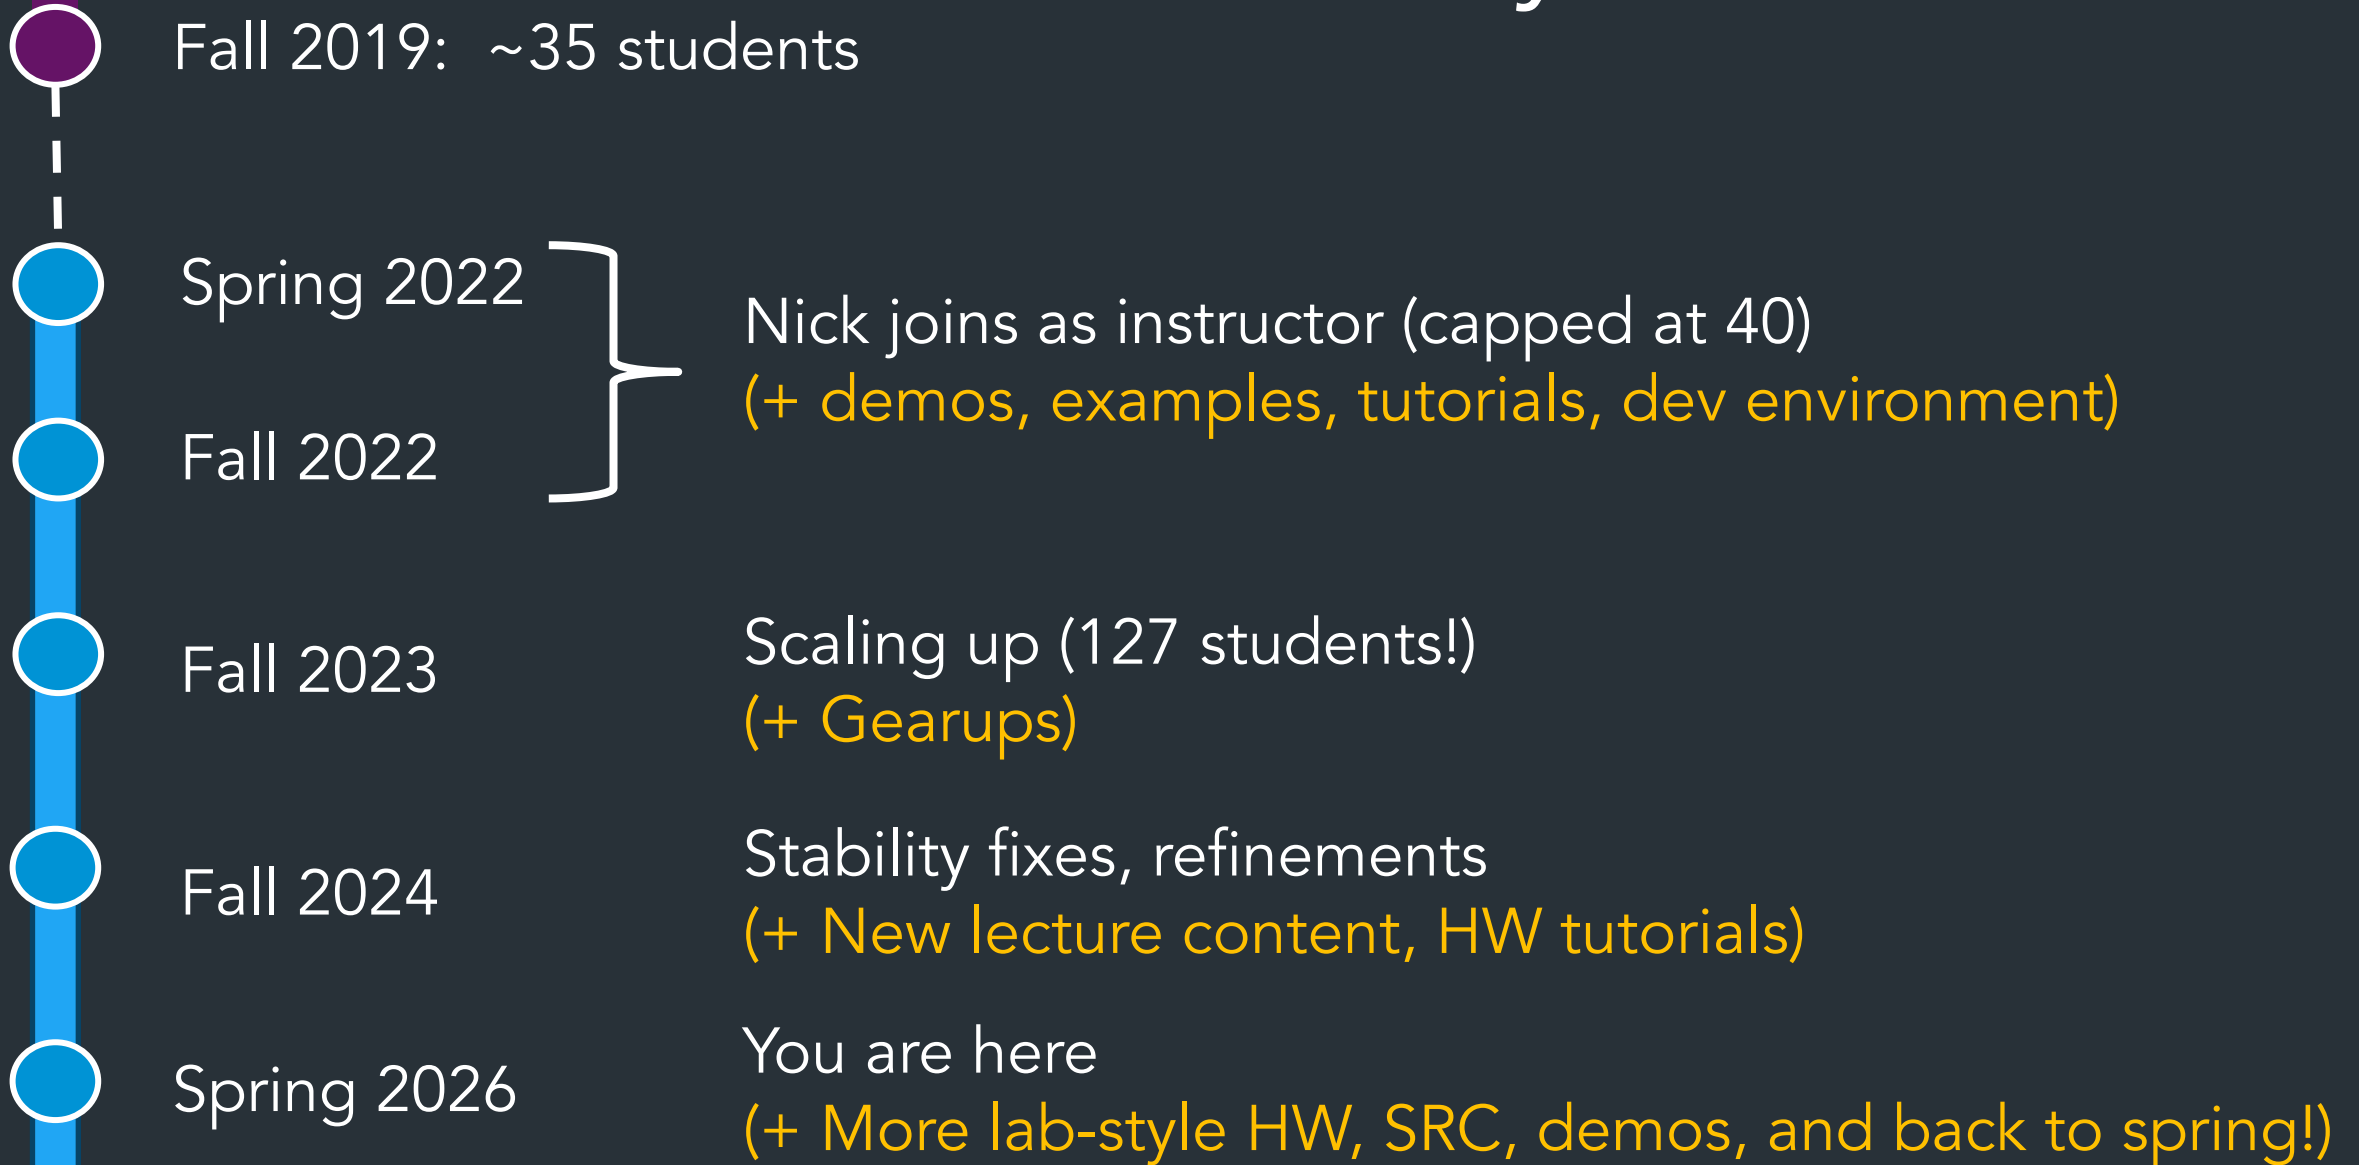 Fall 2019: ~35 students
Spring 2022
Nick joins as instructor (capped at 40)
(+ demos, examples, tutorials, dev environment)
Fall 2022
Scaling up (127 students!)
Fall 2023
(+ Gearups)
Stability fixes, refinements
Fall 2024
(+ New lecture content, HW tutorials)
You are here
Spring 2026
(+ More lab-style HW, SRC, demos, and back to spring!)